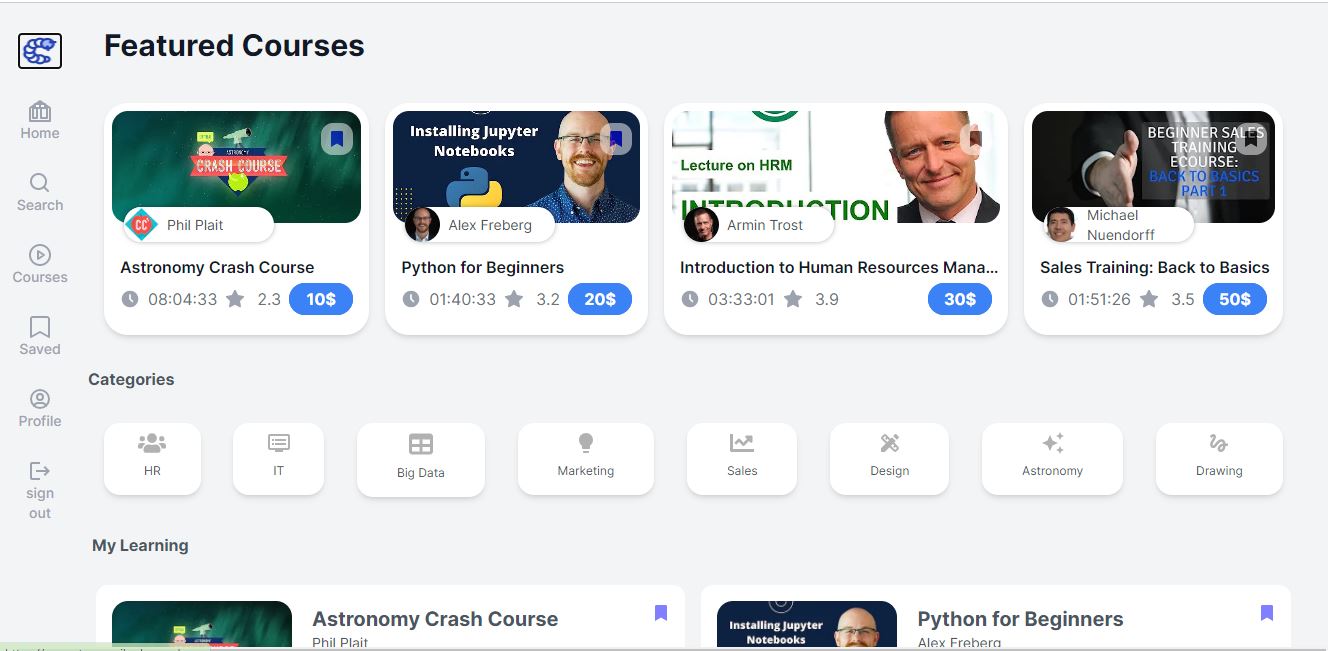 Featured Courses
Home
Search
Courses
Saved
Profile
sign
out
CRASH COURSE
Phil Plait
Astronomy Crash Course
08:04:33 2.3 10$
Installing Jupyter
Notebooks
Alex Freberg
Python for Beginners
01:40:33 3.2 20$
Lecture on HRM
INTRODUCTION
Armin Trost
Introduction to Human Resources Mana...
03:33:01 3.9 30$
BEGINNER SALES
TRAINING
ECOURSE:
BACK TO BASICS
PART 1
Michael
Nuendorff
Sales Training: Back to Basics
01:51:26 3.5 50$
Categories
HR
IT
Big Data
Marketing
Sales
Design
Astronomy
Drawing
My Learning
Astronomy Crash Course
Phil Plait
Installing Jupyter
Notebooks
Python for Beginners
Alex Freberg